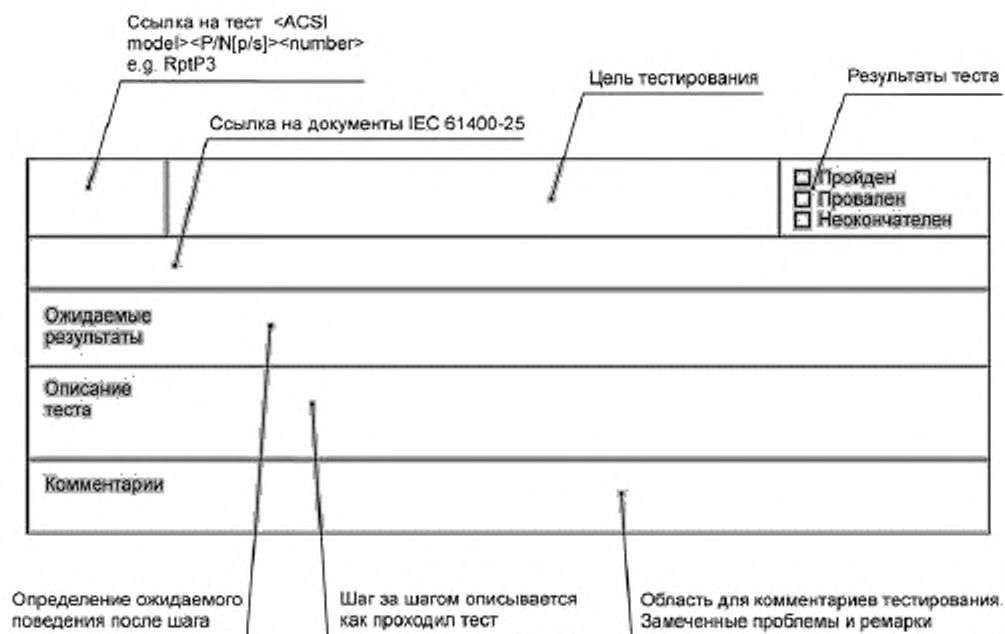 Ссылка на тест <ACSI
model><P/N[p/s]><number>
e.g. RptP3
Цель тестирования
Результаты теста
Ссылка на документы IEC 61400-25
Пройден
Провален
Неокончателен
Ожидаемые
результаты
Описание
теста
Комментарии
Определение ожидаемого
поведения после шага
Шаг за шагом описывается
как проходил тест
Область для комментариев тестирования.
Замеченные проблемы и ремарки